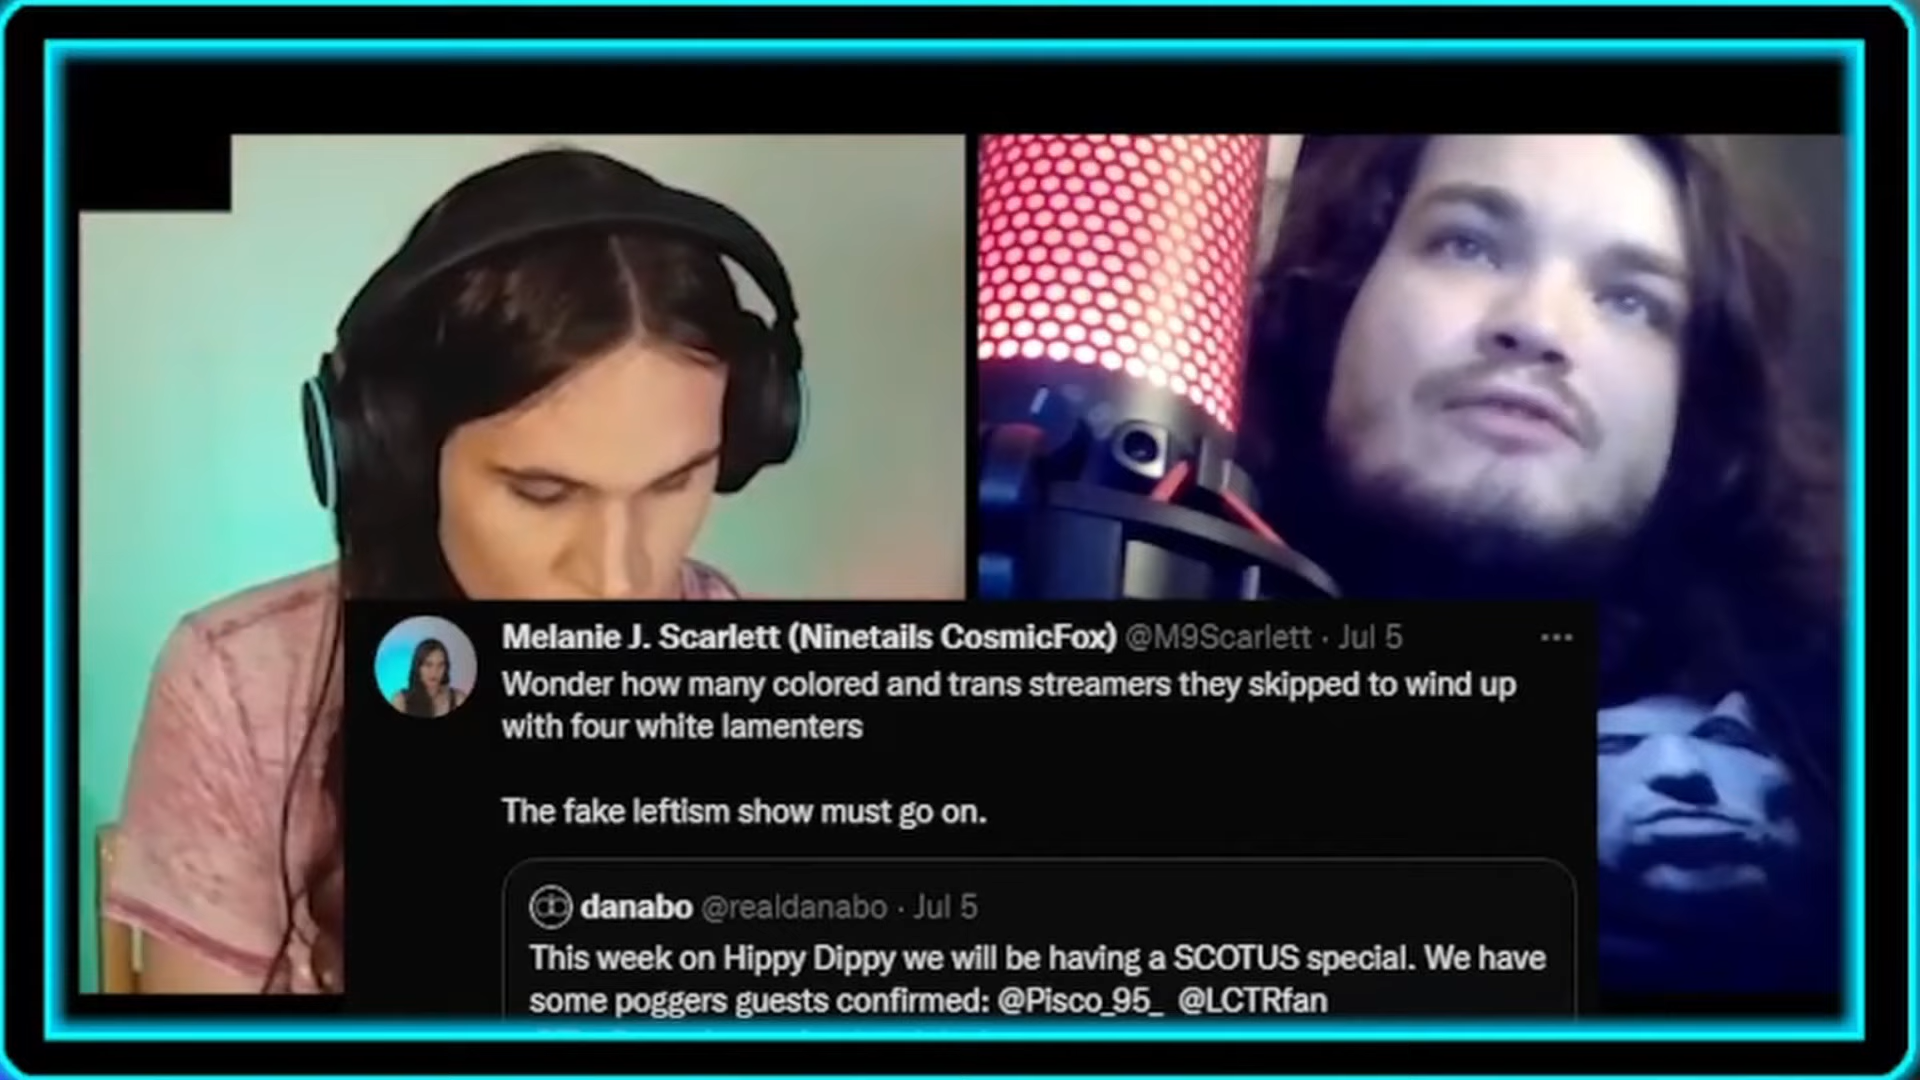 Melanie J. Scarlett (Ninetails CosmicFox) @M9Scarlett · Jul 5 ...
Wonder how many colored and trans streamers they skipped to wind up
with four white lamenters
The fake leftism show must go on.
db danabo @realdanabo · Jul 5
This week on Hippy Dippy we will be having a SCOTUS special. We have
some poggers guests confirmed: @Pisco_95_ @LCTRfan